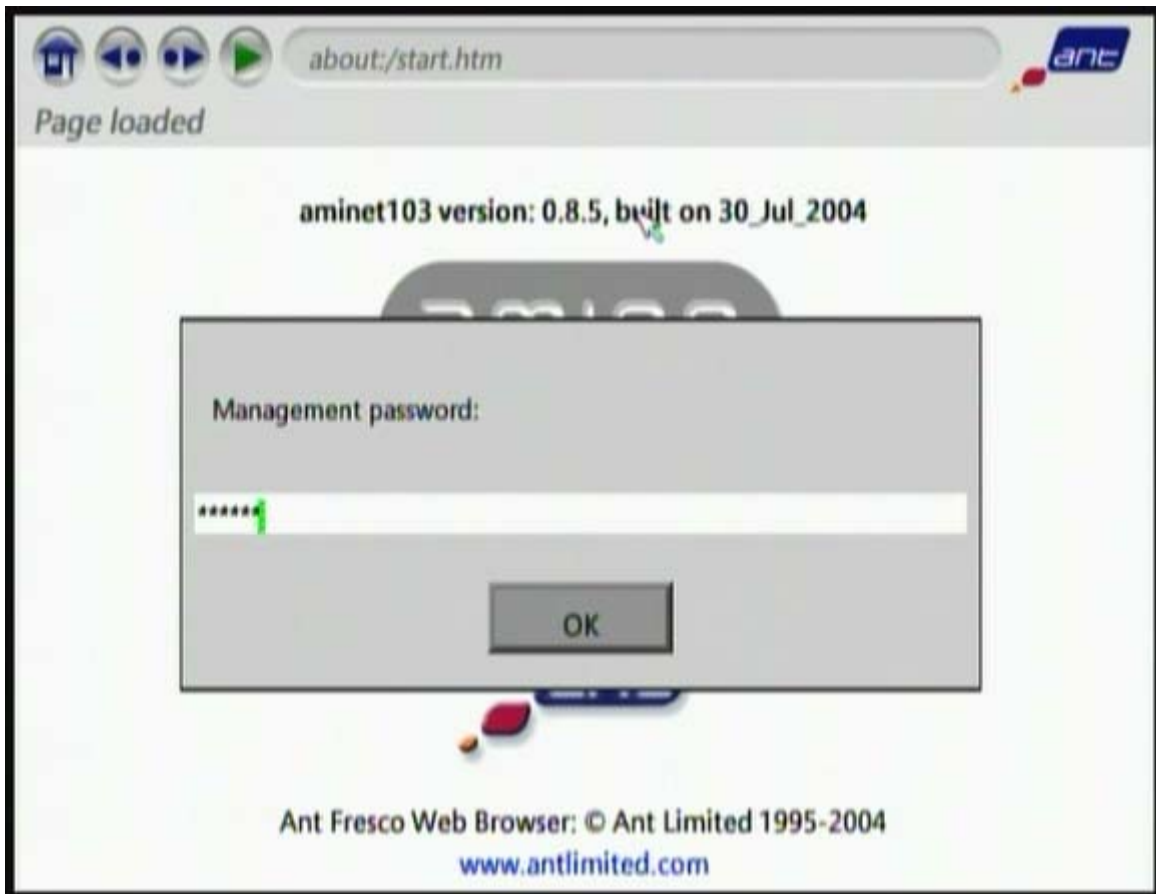 about:/start.htm
ant
Page loaded
aminet103 version: 0.8.5, built on 30_Jul_2004
Management password:
******
OK
Ant Fresco Web Browser: © Ant Limited 1995-2004
www.antlimited.com